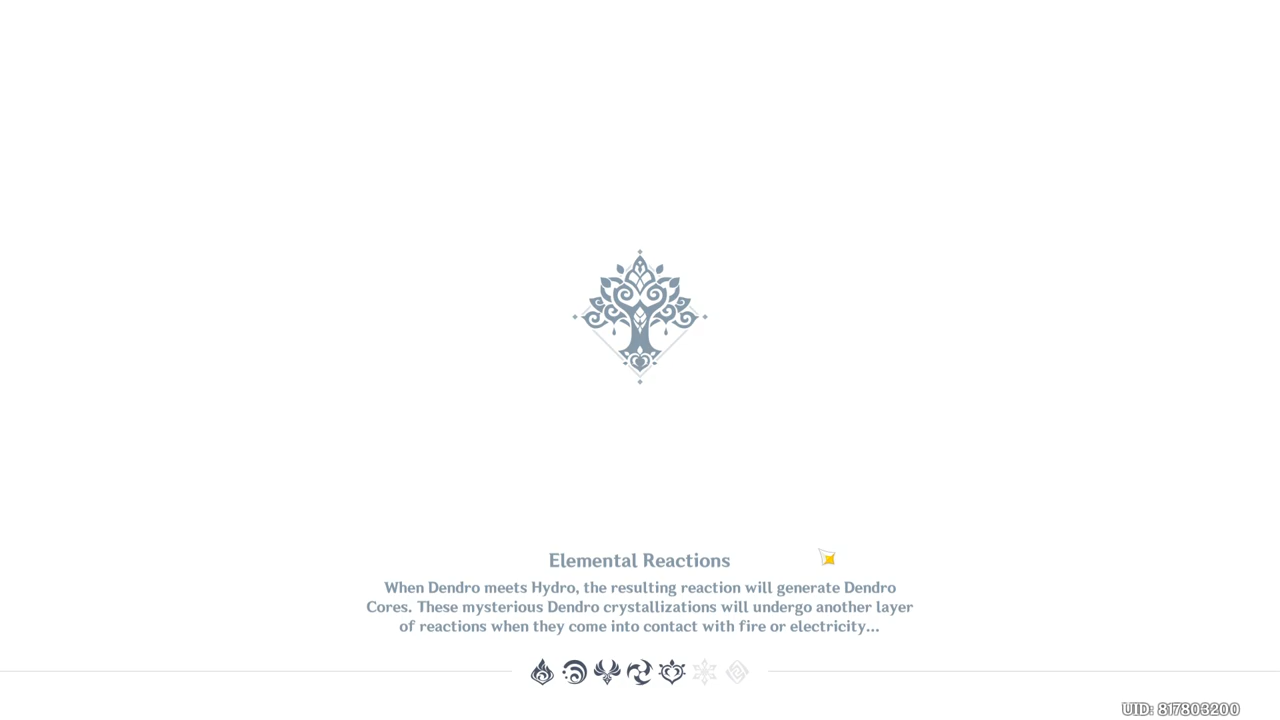 Elemental Reactions
When Dendro meets Hydro, the resulting reaction will generate Dendro
Cores. These mysterious Dendro crystallizations will undergo another layer
of reactions when they come into contact with fire or electricity...
UID: 817803200